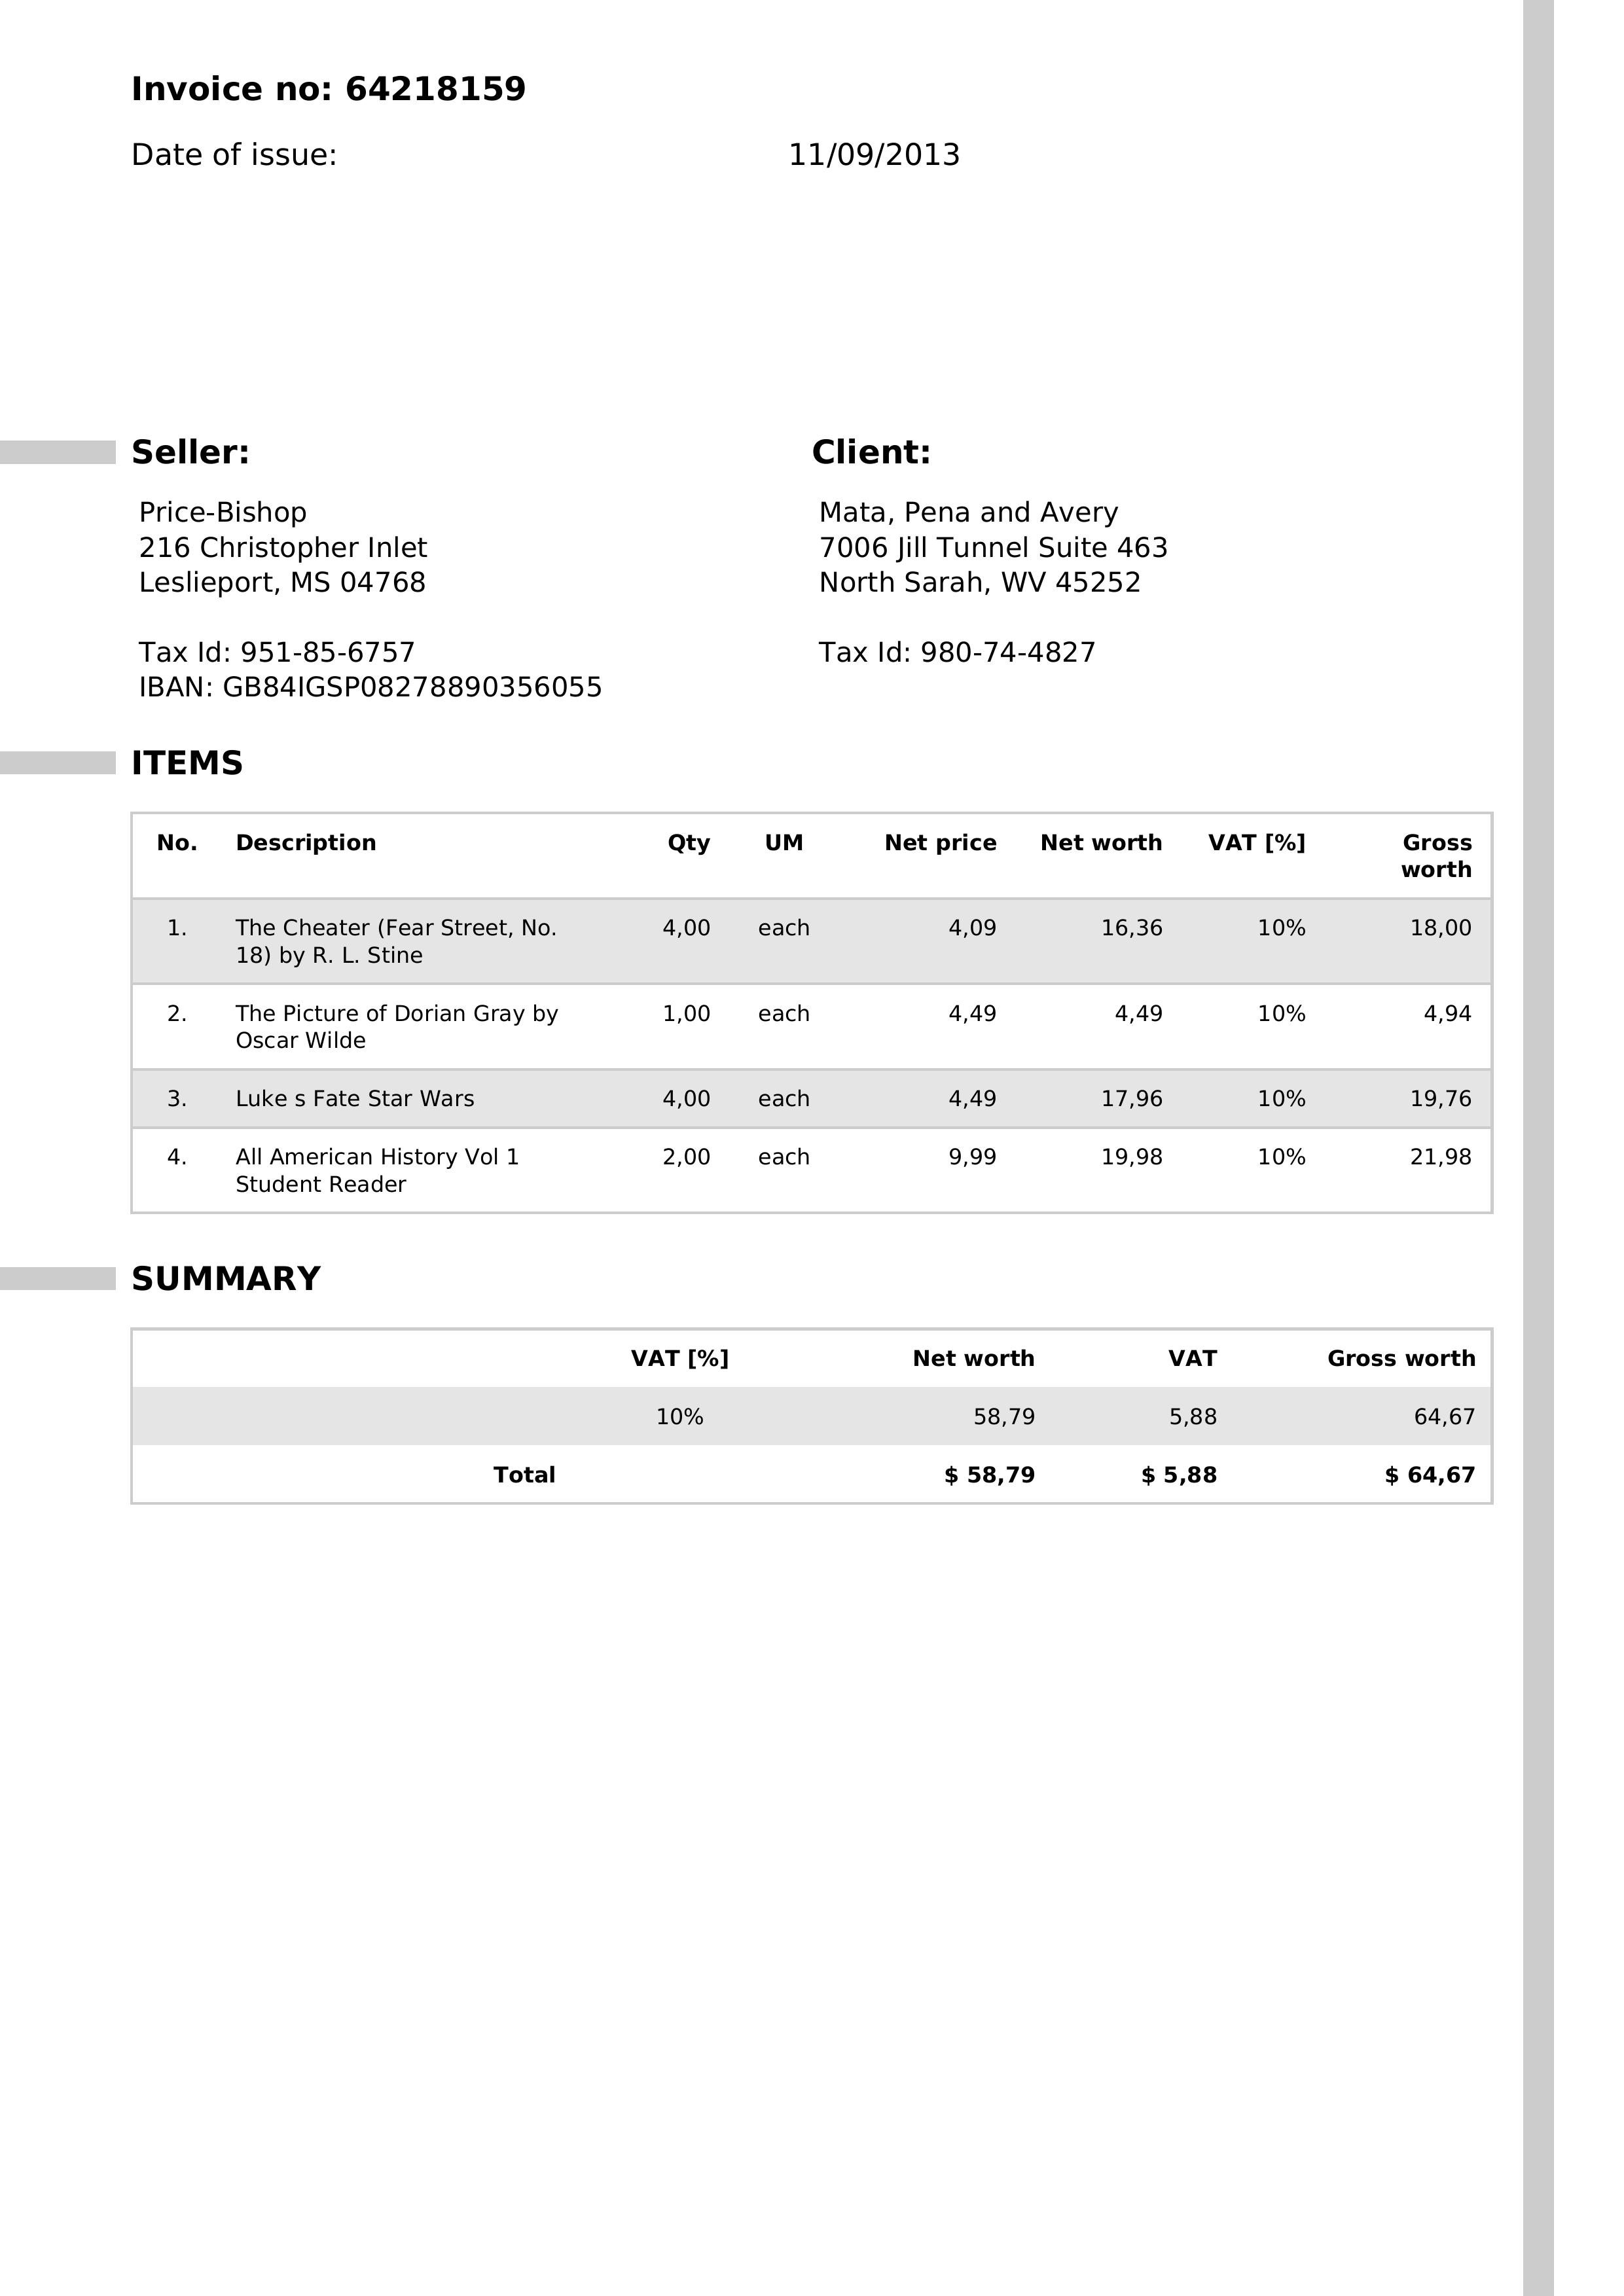 Invoice no: 64218159
Date of issue: 11/09/2013
Seller:
Price-Bishop
216 Christopher Inlet
Leslieport, MS 04768
Tax Id: 951-85-6757
IBAN: GB84IGSP08278890356055
Client:
Mata, Pena and Avery
7006 Jill Tunnel Suite 463
North Sarah, WV 45252
Tax Id: 980-74-4827
ITEMS
No. Description Qty UM Net price Net worth VAT [%] Gross
worth
1. The Cheater (Fear Street, No. 4,00 each 4,09 16,36 10% 18,00
18) by R. L. Stine
2. The Picture of Dorian Gray by 1,00 each 4,49 4,49 10% 4,94
Oscar Wilde
3. Luke s Fate Star Wars 4,00 each 4,49 17,96 10% 19,76
4. All American History Vol 1 2,00 each 9,99 19,98 10% 21,98
Student Reader
SUMMARY
VAT [%] Net worth VAT Gross worth
10% 58,79 5,88 64,67
Total $ 58,79 $ 5,88 $ 64,67